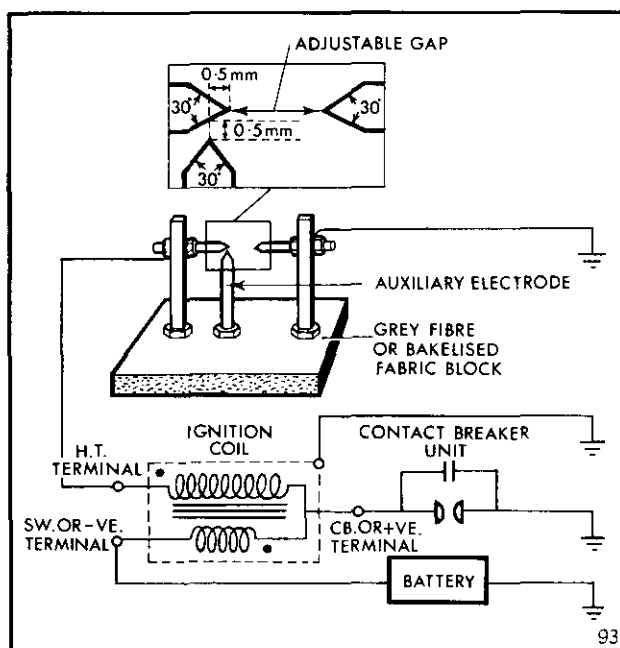 ADJUSTABLE GAP
0·5mm
30°
30°
0·5mm
30°
AUXILIARY ELECTRODE
GREY FIBRE
OR BAKELISED
FABRIC BLOCK
IGNITION
COIL
CONTACT BREAKER
UNIT
H.T.
TERMINAL
SW. OR -VE.
TERMINAL
CB. OR +VE.
TERMINAL
BATTERY
93